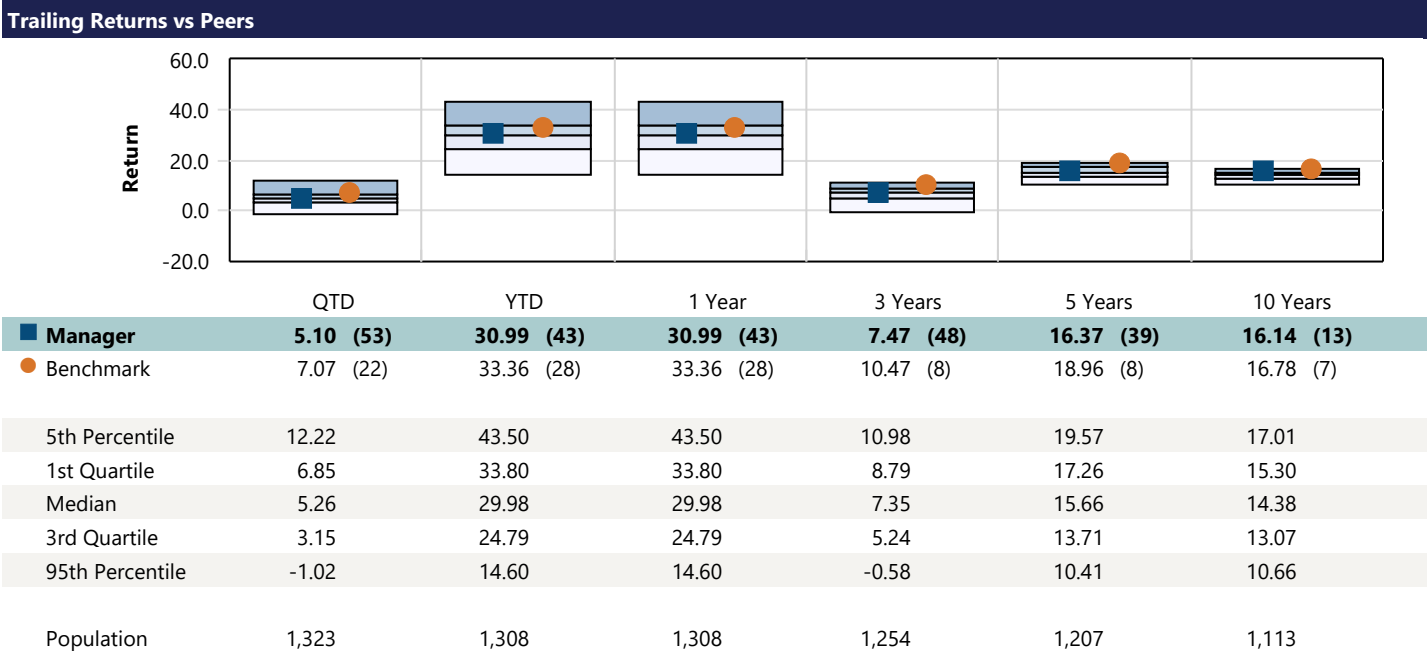 Trailing Returns vs Peers
60.0
40.0
20.0
0.0
-20.0
Return
QTD YTD 1 Year 3 Years 5 Years 10 Years
Manager 5.10 (53) 30.99 (43) 30.99 (43) 7.47 (48) 16.37 (39) 16.14 (13)
Benchmark 7.07 (22) 33.36 (28) 33.36 (28) 10.47 (8) 18.96 (8) 16.78 (7)
5th Percentile 12.22 43.50 43.50 10.98 19.57 17.01
1st Quartile 6.85 33.80 33.80 8.79 17.26 15.30
Median 5.26 29.98 29.98 7.35 15.66 14.38
3rd Quartile 3.15 24.79 24.79 5.24 13.71 13.07
95th Percentile -1.02 14.60 14.60 -0.58 10.41 10.66
Population 1,323 1,308 1,308 1,254 1,207 1,113